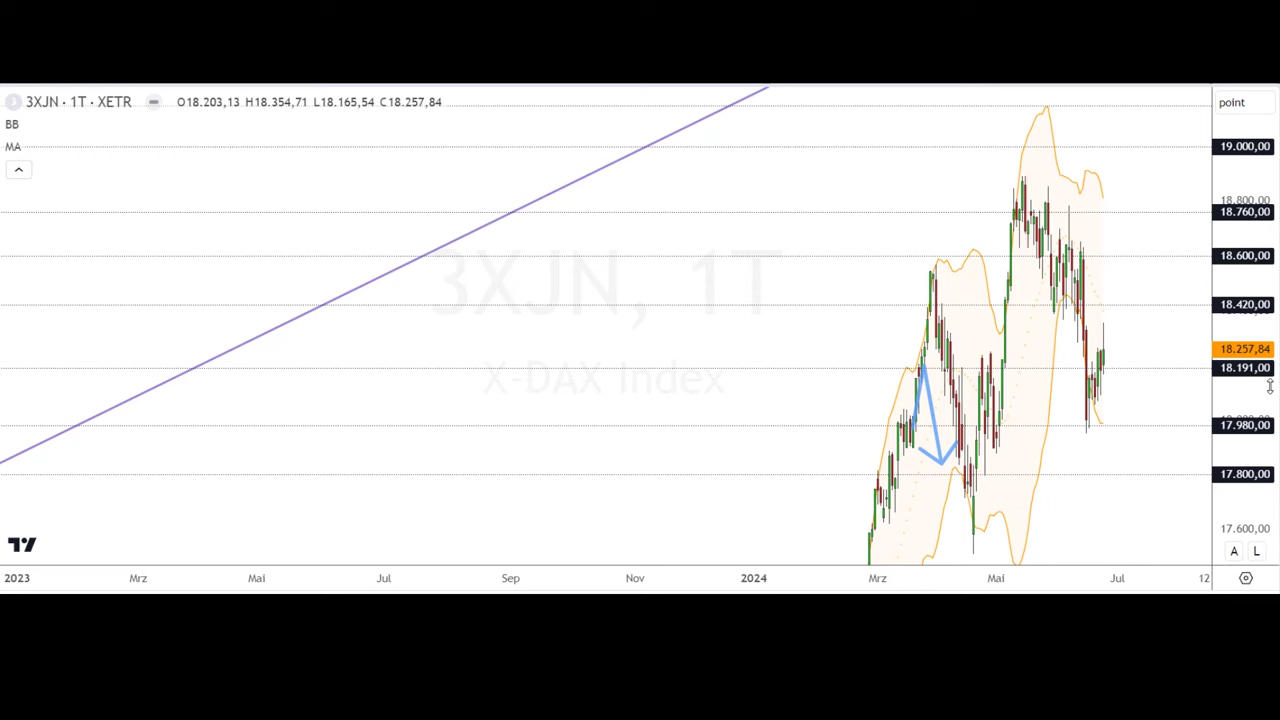 3XJN · 1T · XETR O18.203,13 H18.354,71 L18.165,54 C18.257,84
point
BB
19.000,00
MA
18.800,00
18.760,00
18.600,00
3XJN, 1T
18.420,00
18.257,84
18.191,00
X-DAX Index
17.980,00
17.800,00
17.600,00
A L
2023 Mrz Mai Jul Sep Nov 2024 Mrz Mai Jul 12